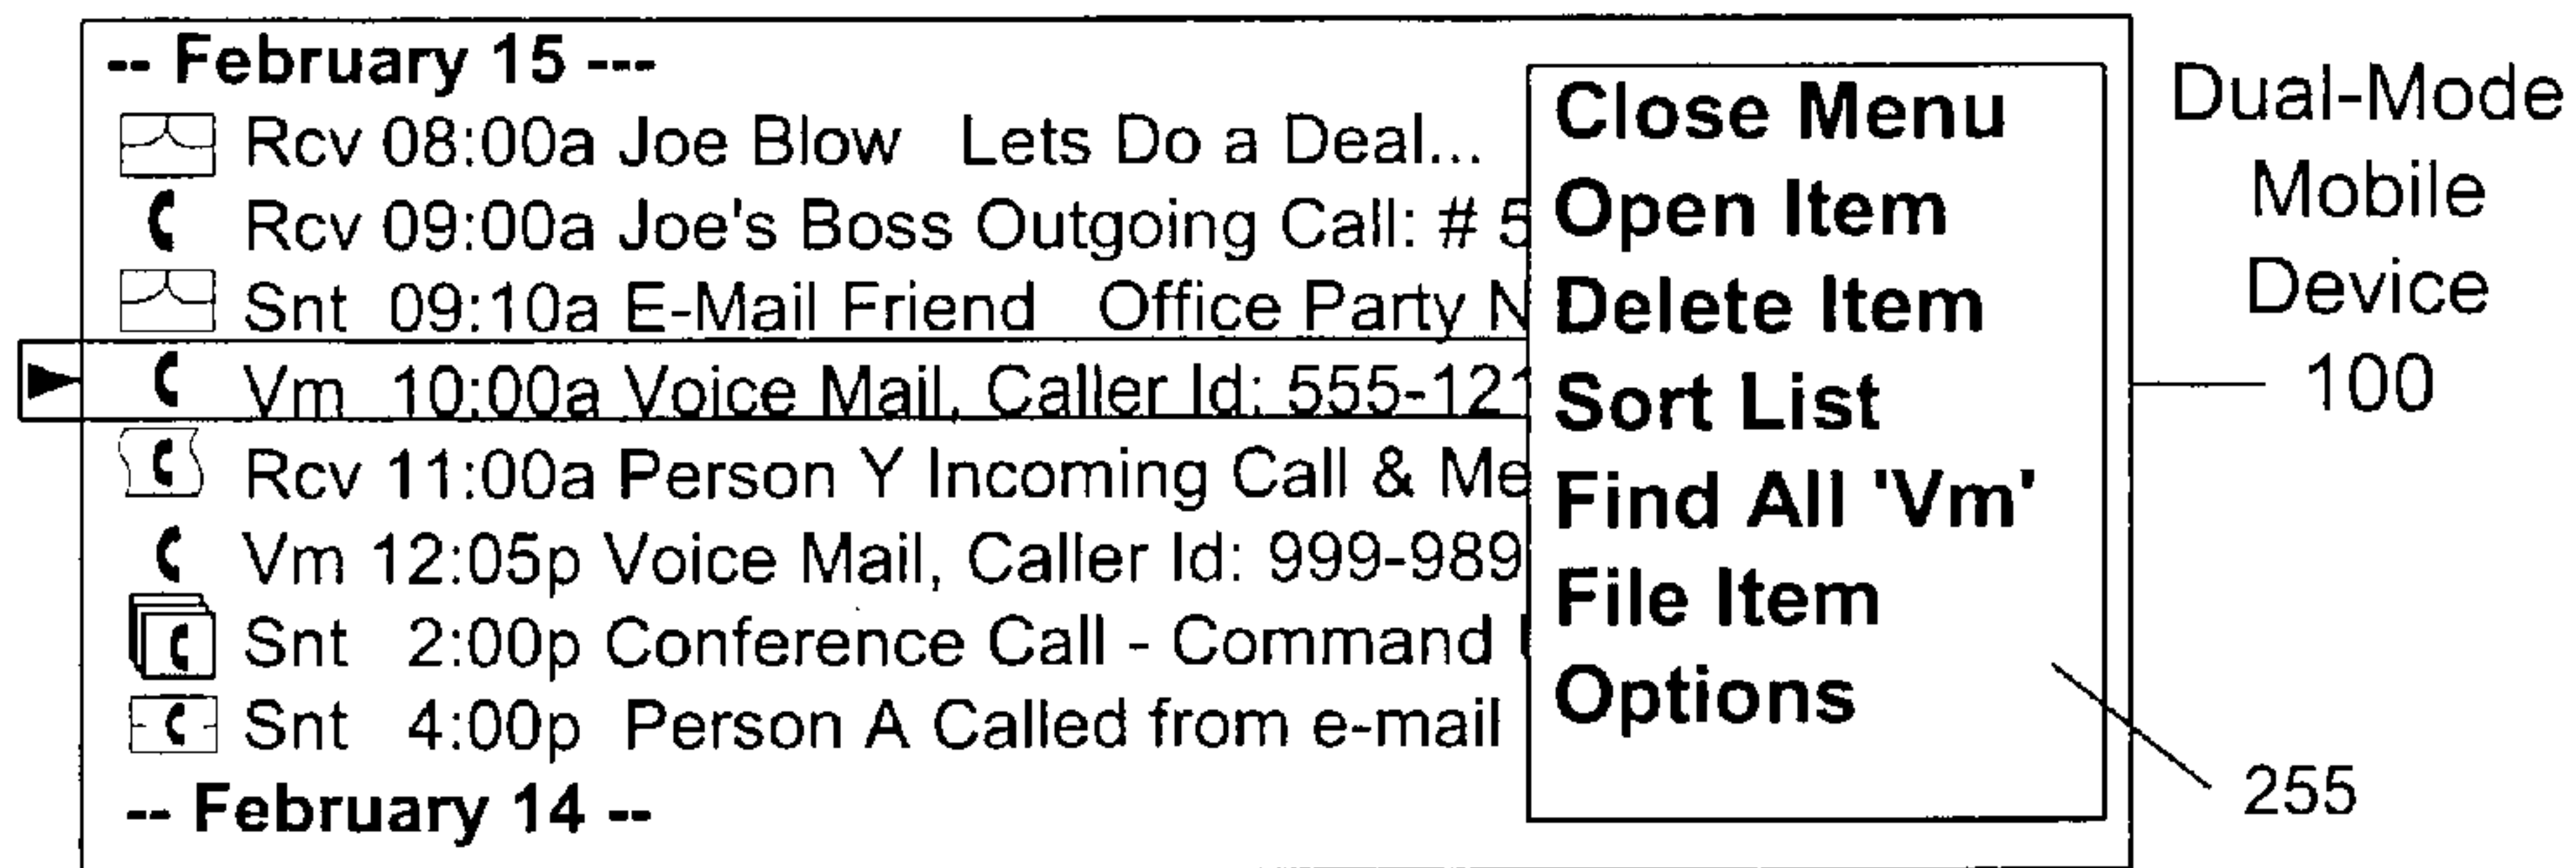 -- February 15 ---
Rcv 08:00a Joe Blow Lets Do a Deal...
Rcv 09:00a Joe's Boss Outgoing Call: # 5
Snt 09:10a E-Mail Friend Office Party N
Vm 10:00a Voice Mail, Caller Id: 555-121
Rcv 11:00a Person Y Incoming Call & Me
Vm 12:05p Voice Mail, Caller Id: 999-989
Snt 2:00p Conference Call - Command
Snt 4:00p Person A Called from e-mail
-- February 14 --
Close Menu
Open Item
Delete Item
Sort List
Find All 'Vm'
File Item
Options
Dual-Mode
Mobile
Device
100
255